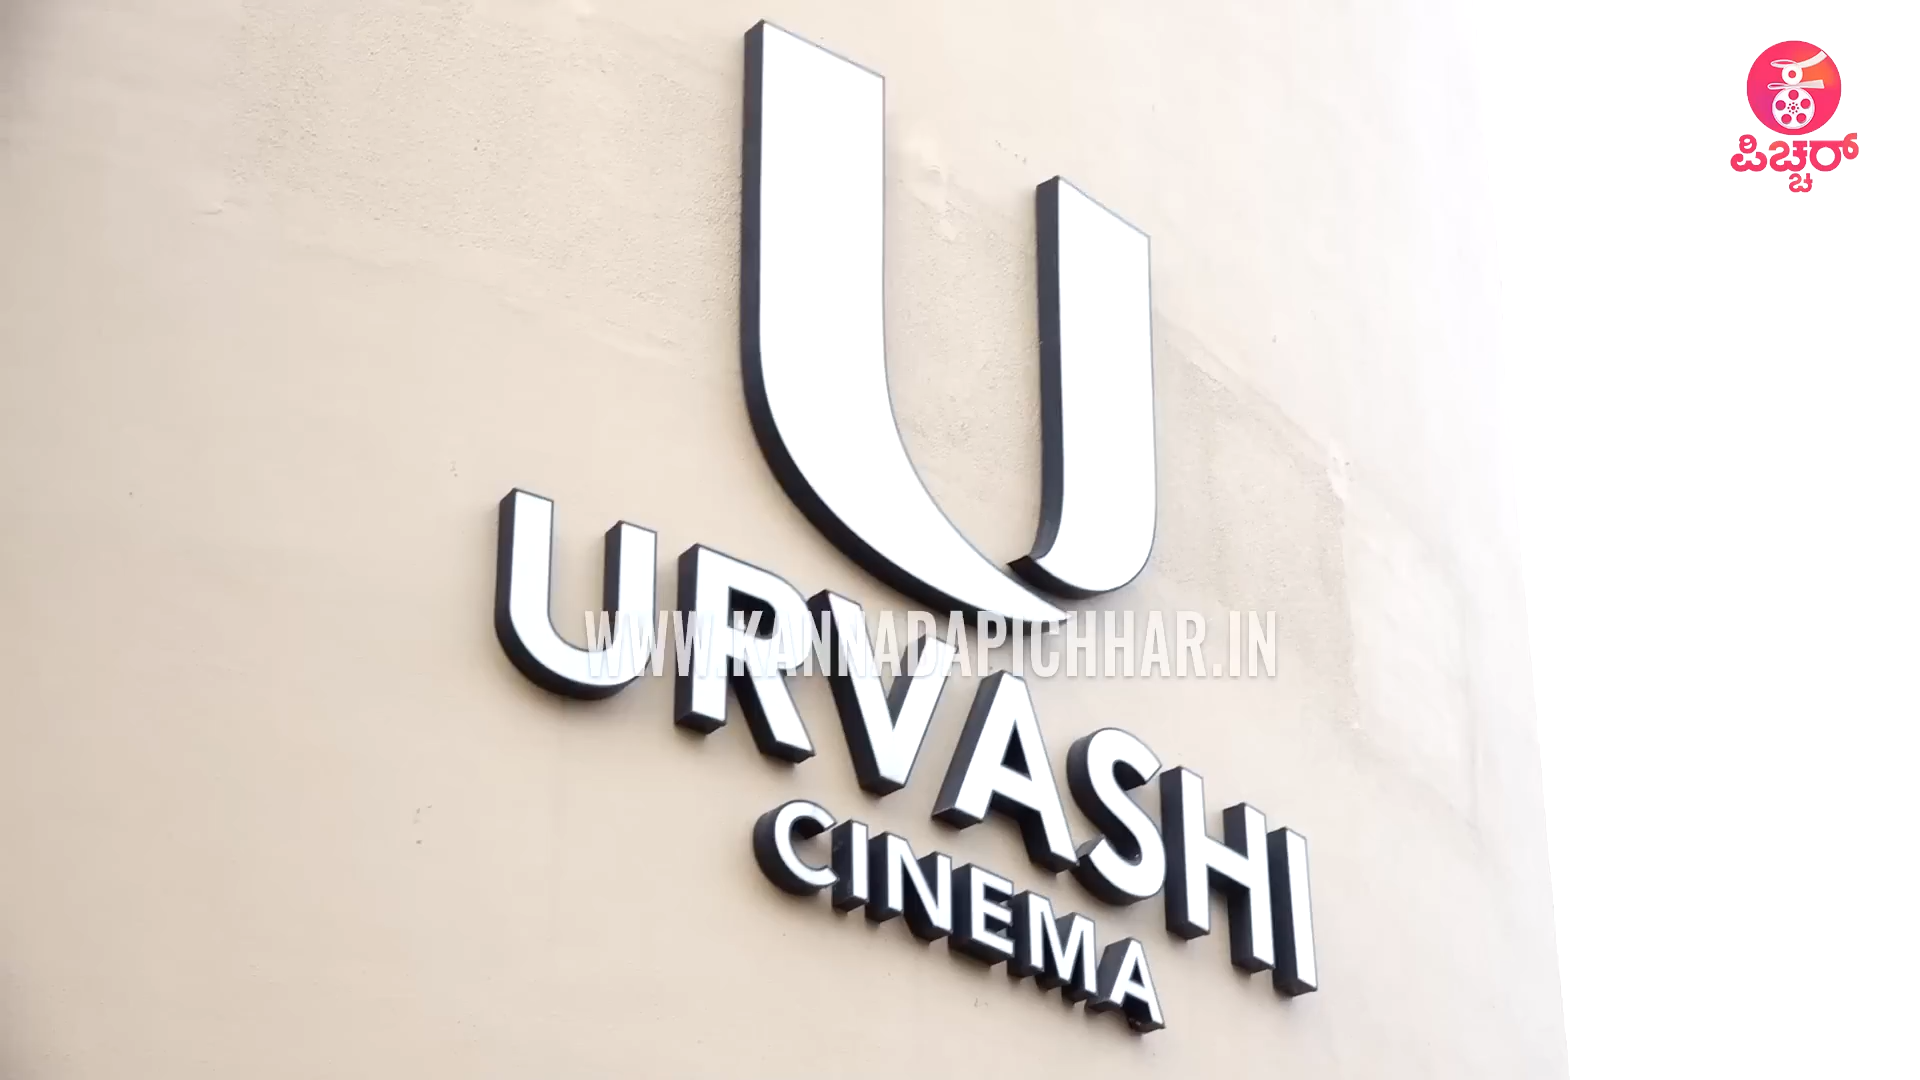 ಕ
ಪಿಚ್ಚರ್
U
URVASHI
WWW.KANNADAPICHHAR.IN
CINEMA